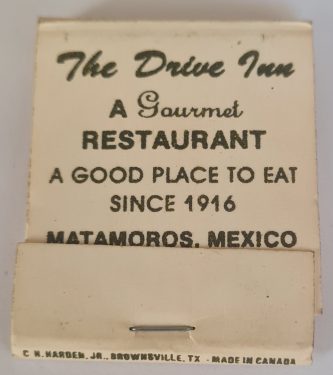 The Drive Inn
A Gourmet
RESTAURANT
A GOOD PLACE TO EAT
SINCE 1916
MATAMOROS, MEXICO
C. H. HARDEN, JR., BROWNSVILLE, TX - MADE IN CANADA